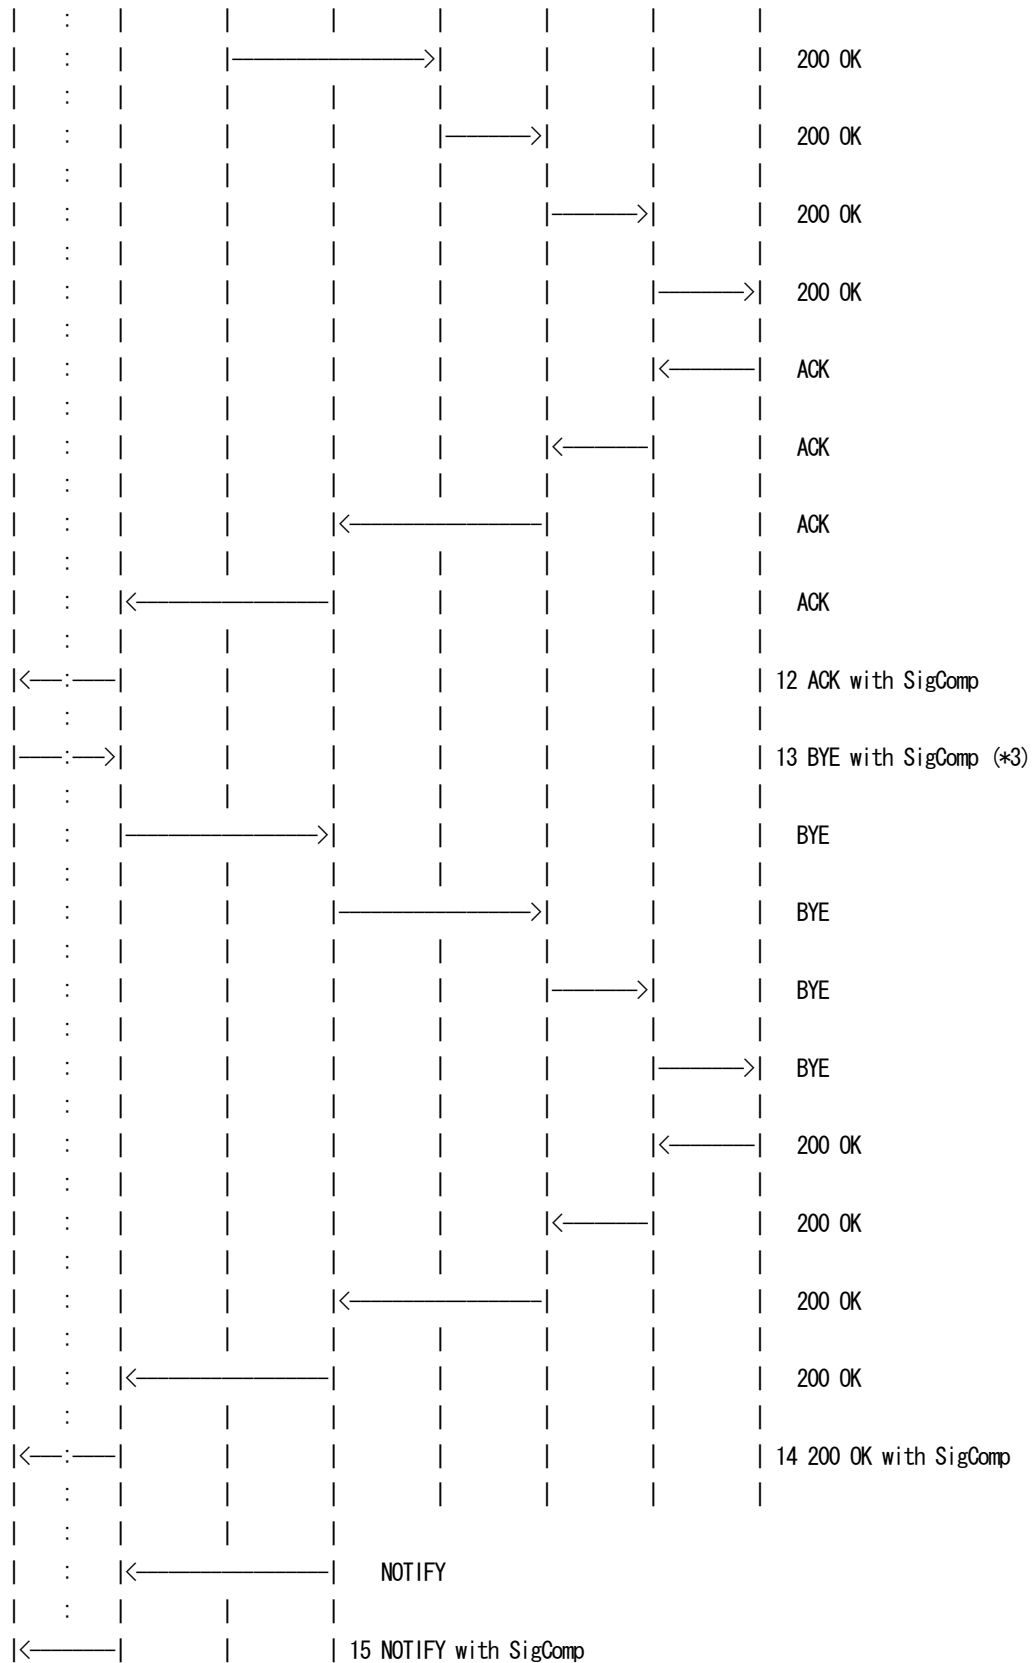 200 OK
200 OK
200 OK
200 OK
ACK
ACK
ACK
ACK
12 ACK with SigComp
13 BYE with SigComp (*3)
BYE
BYE
BYE
BYE
200 OK
200 OK
200 OK
200 OK
14 200 OK with SigComp
NOTIFY
15 NOTIFY with SigComp